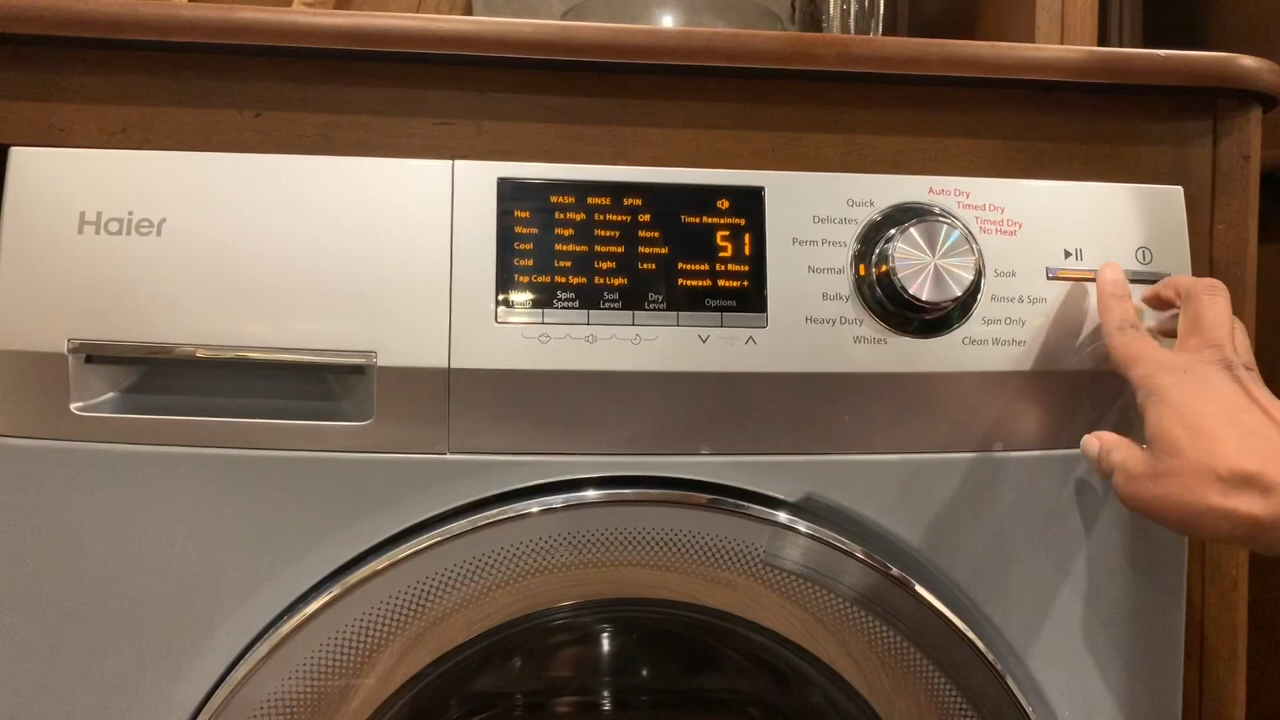 Haier
WASH RINSE SPIN
Hot Ex High Ex Heavy Off
Time Remaining
Warm High Heavy More
51
Cool Medium Normal Normal
Cold Low Light Less
Presoak Ex Rinse
Tap Cold No Spin Ex Light
Prewash Water+
Wash Temp
Spin Speed
Soil Level
Dry Level
Options
Auto Dry
Quick
Timed Dry
Delicates
Timed Dry No Heat
Perm Press
Normal
Soak
Bulky
Rinse & Spin
Heavy Duty
Spin Only
Whites
Clean Washer